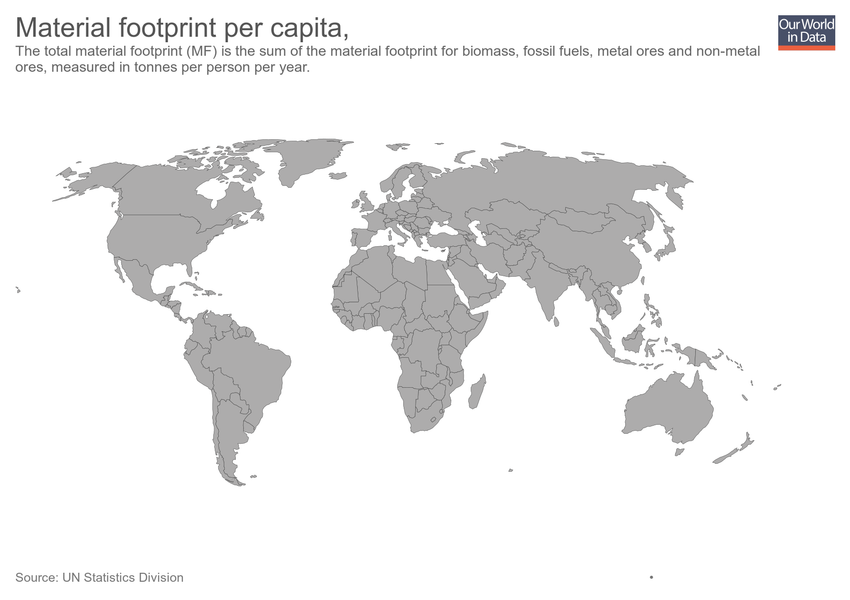 Material footprint per capita,
Our World
in Data
The total material footprint (MF) is the sum of the material footprint for biomass, fossil fuels, metal ores and non-metal
ores, measured in tonnes per person per year.
Source: UN Statistics Division